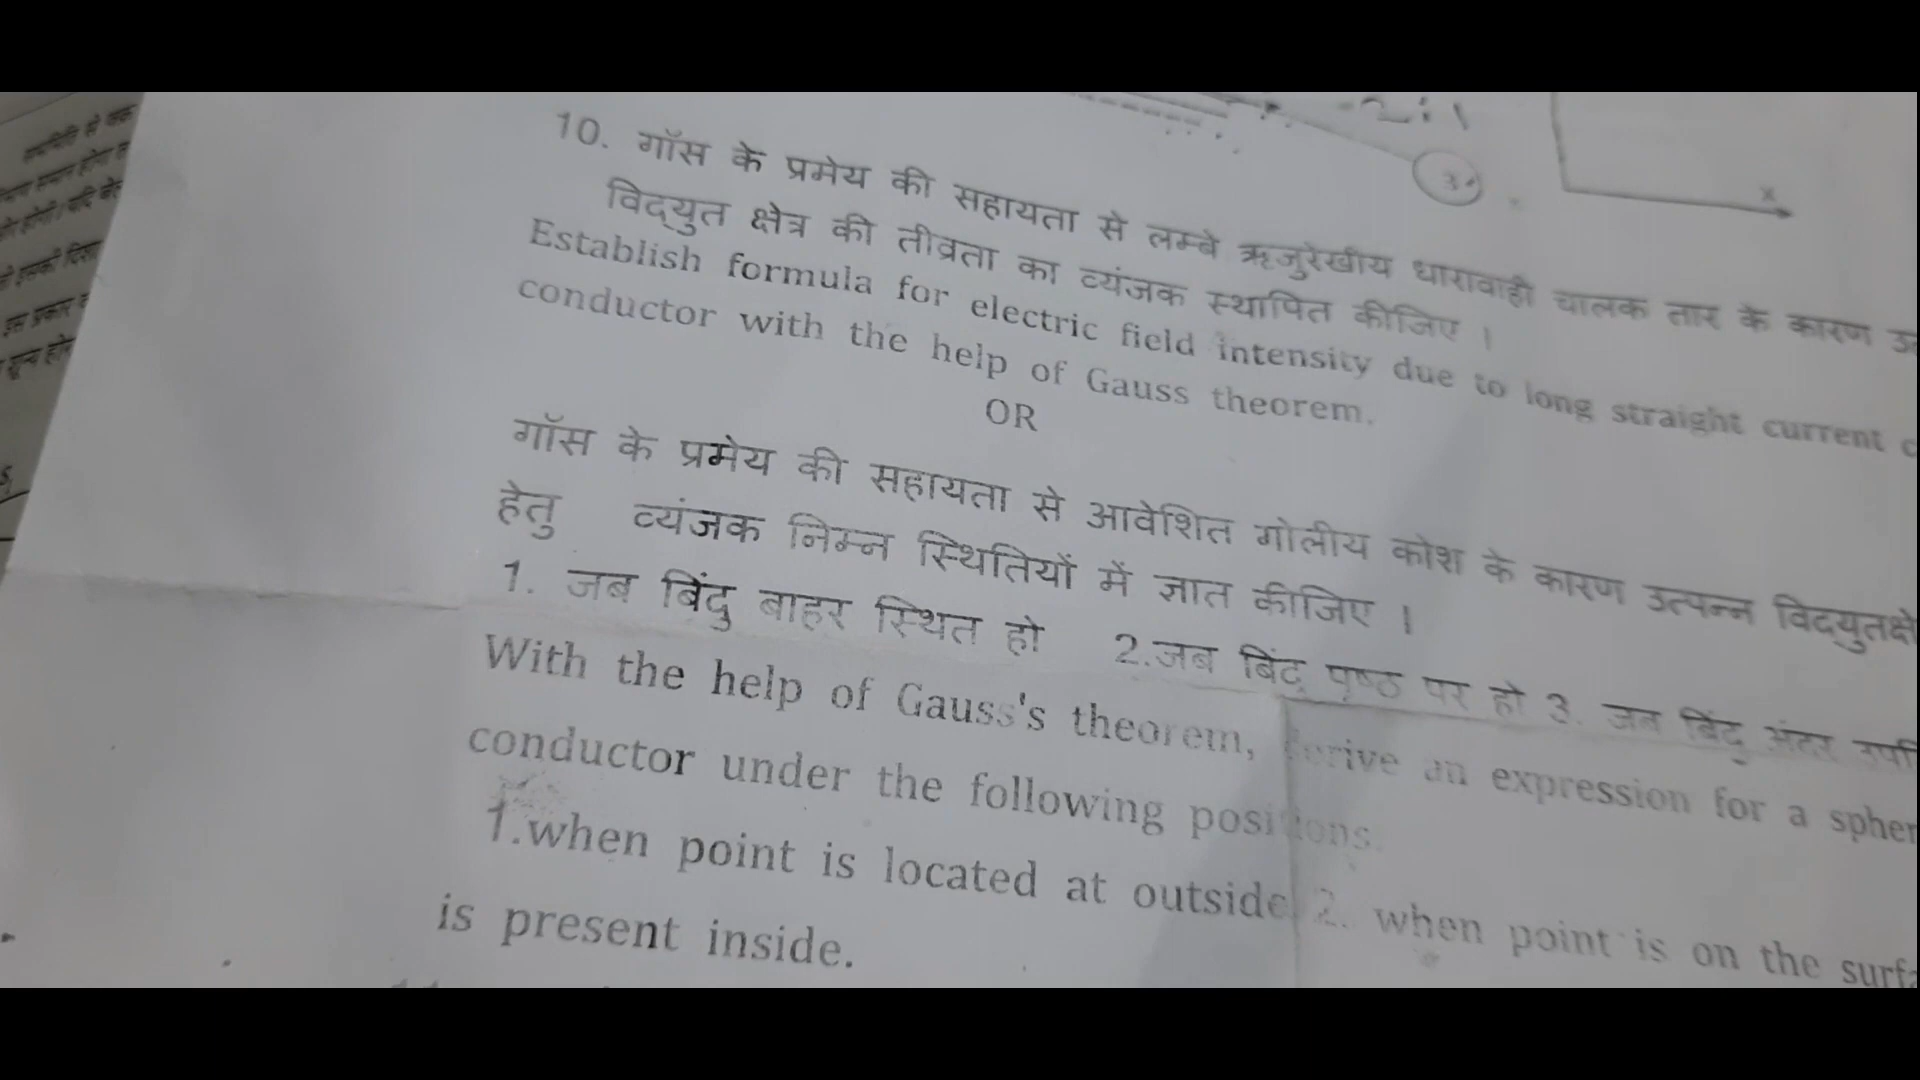 10. गॉस के प्रमेय की सहायता से लम्बे ऋजुरेखीय धारावाही चालक तार के कारण
विद्युत क्षेत्र की तीव्रता का व्यंजक स्थापित कीजिए ।
Establish formula for electric field intensity due to long straight current
conductor with the help of Gauss theorem.
OR
गॉस के प्रमेय की सहायता से आवेशित गोलीय कोश के कारण उत्पन्न
हेतु व्यंजक निम्न स्थितियों में ज्ञात कीजिए ।
1. जब बिंदु बाहर स्थित हो 2.जब बिंदु पृष्ठ पर हो 3. जब बिंदु अंदर
With the help of Gauss's theorem, derive an expression for a
conductor under the following positions.
1.when point is located at outside 2. when point is on the
is present inside.